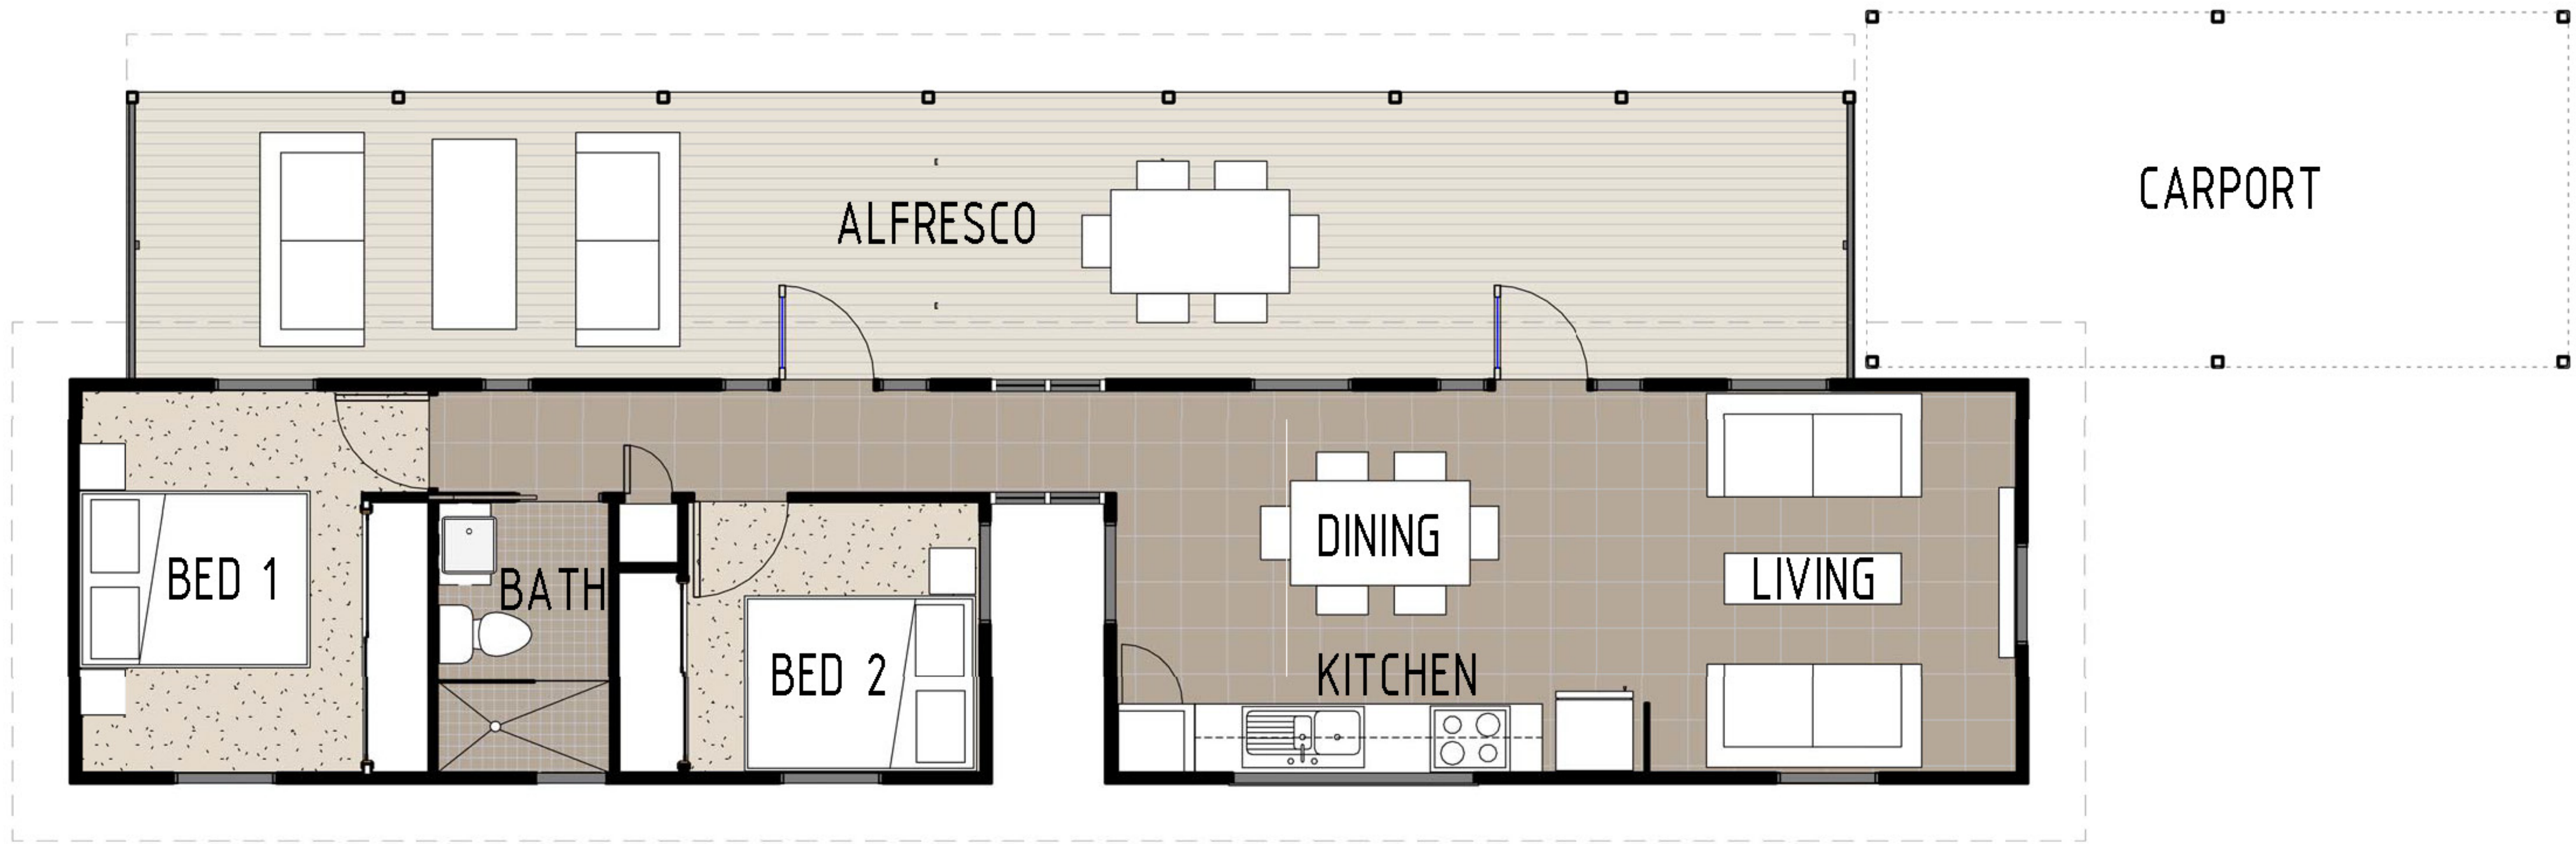 CARPORT
ALFRESCO
DINING
BED 1
BATH
LIVING
BED 2
KITCHEN